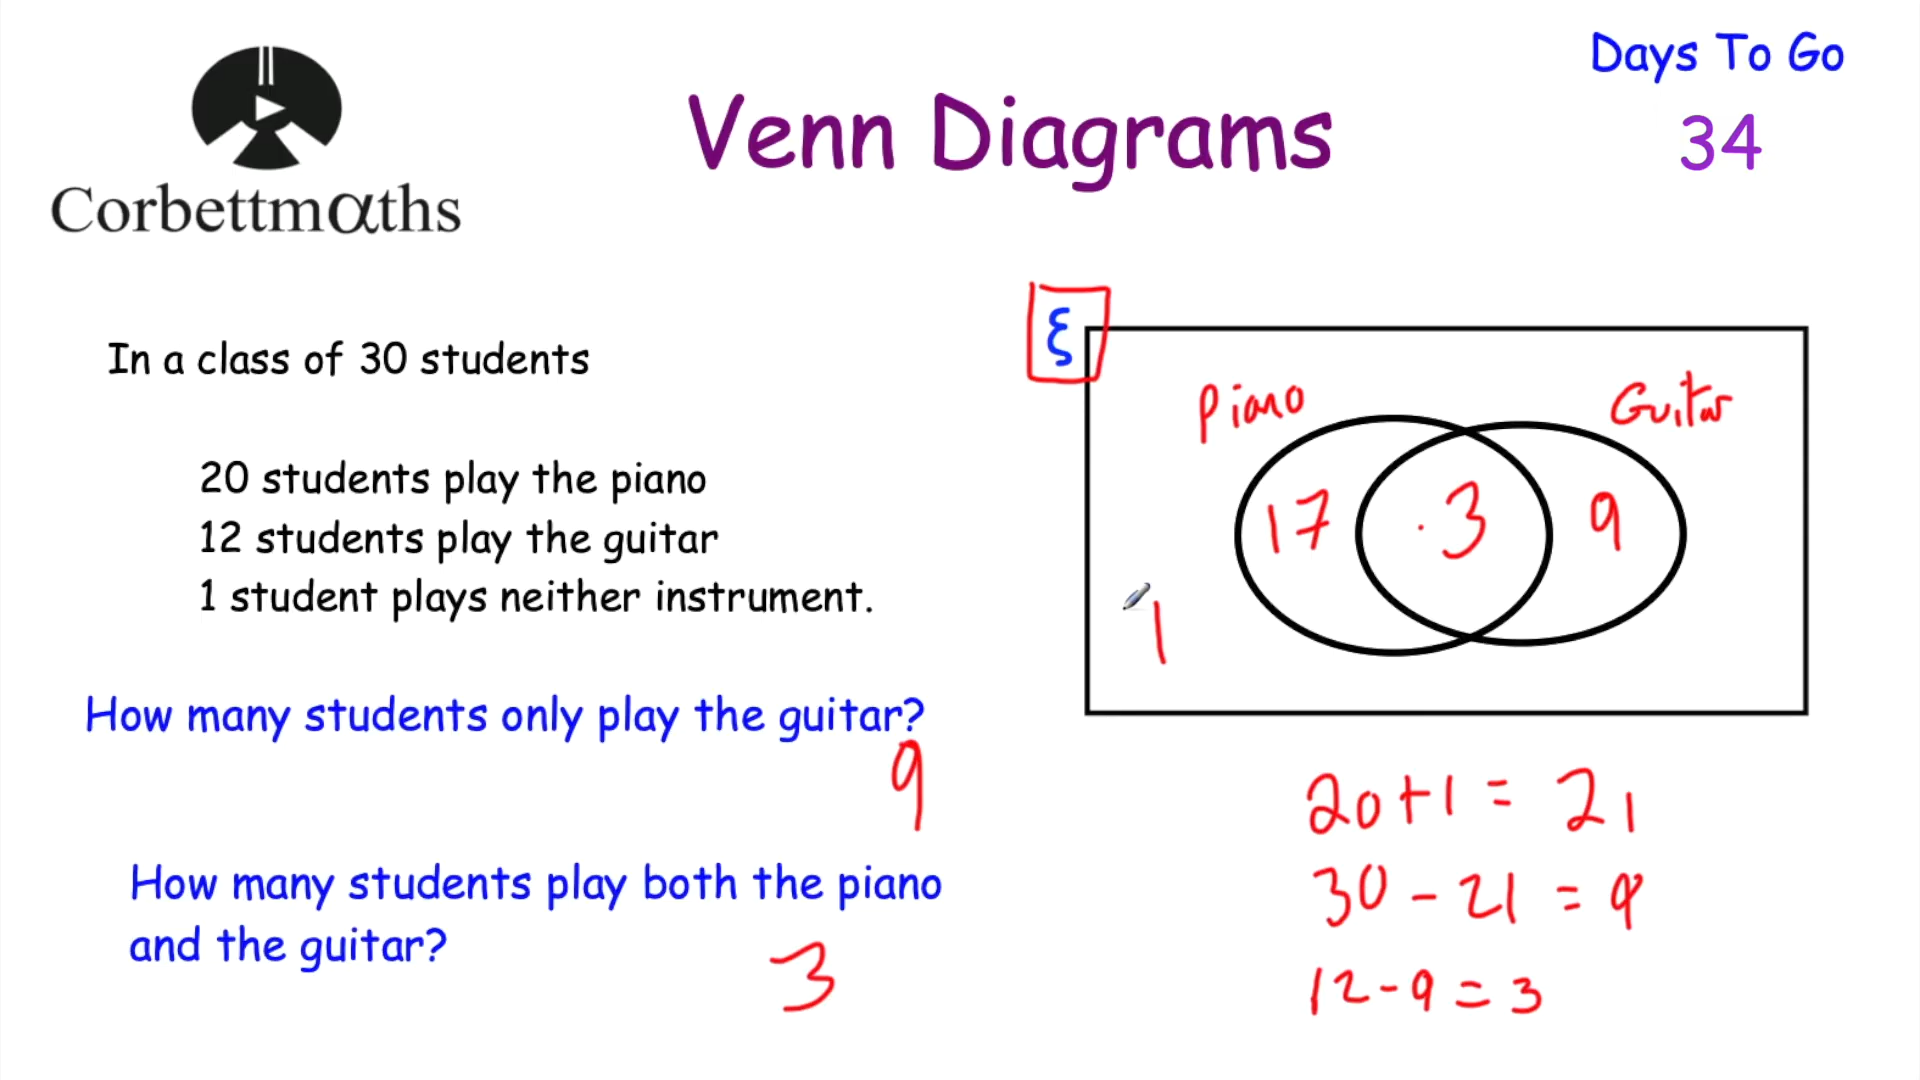 Days To Go
34
Venn Diagrams
Corbettmαths
In a class of 30 students
20 students play the piano
12 students play the guitar
1 student plays neither instrument.
How many students only play the guitar?
9
How many students play both the piano
and the guitar?
3
ξ
Piano
Guitar
17
3
9
1
20+1 = 21
30 - 21 = 9
12-9 = 3